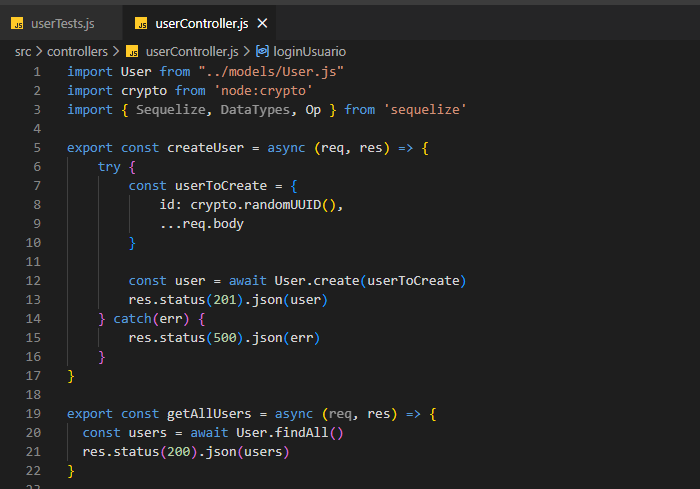 JS userTests.js JS userController.js ×
src > controllers > JS userController.js > loginUsuario
1 import User from "../models/User.js"
2 import crypto from 'node:crypto'
3 import { Sequelize, DataTypes, Op } from 'sequelize'
4
5 export const createUser = async (req, res) => {
6     try {
7         const userToCreate = {
8             id: crypto.randomUUID(),
9             ...req.body
10         }
11
12         const user = await User.create(userToCreate)
13         res.status(201).json(user)
14     } catch(err) {
15         res.status(500).json(err)
16     }
17 }
18
19 export const getAllUsers = async (req, res) => {
20   const users = await User.findAll()
21   res.status(200).json(users)
22 }